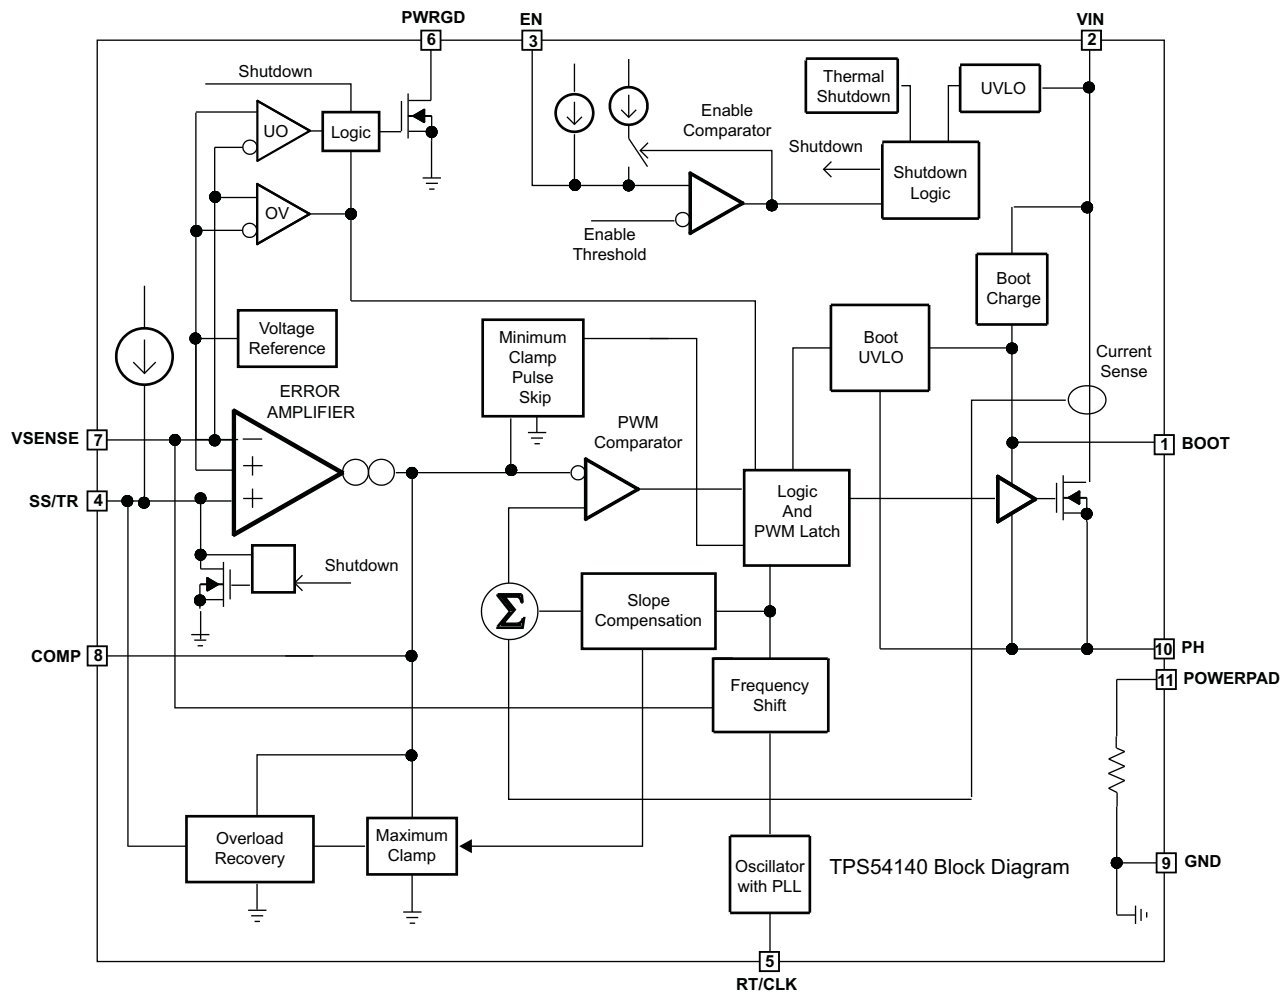 PWRGD
EN
VIN
6
3
2
Shutdown
Thermal
Shutdown
UVLO
UO
Logic
Enable
Comparator
Shutdown
Shutdown
Logic
OV
Enable
Threshold
Boot
Charge
Voltage
Reference
Minimum
Clamp
Pulse
Skip
Boot
UVLO
Current
Sense
ERROR
AMPLIFIER
PWM
Comparator
VSENSE
7
−
+
+
1
BOOT
SS/TR
4
Logic
And
PWM Latch
Shutdown
Σ
Slope
Compensation
COMP
8
10
PH
11
POWERPAD
Frequency
Shift
Overload
Recovery
Maximum
Clamp
Oscillator
with PLL
TPS54140 Block Diagram
9
GND
5
RT/CLK